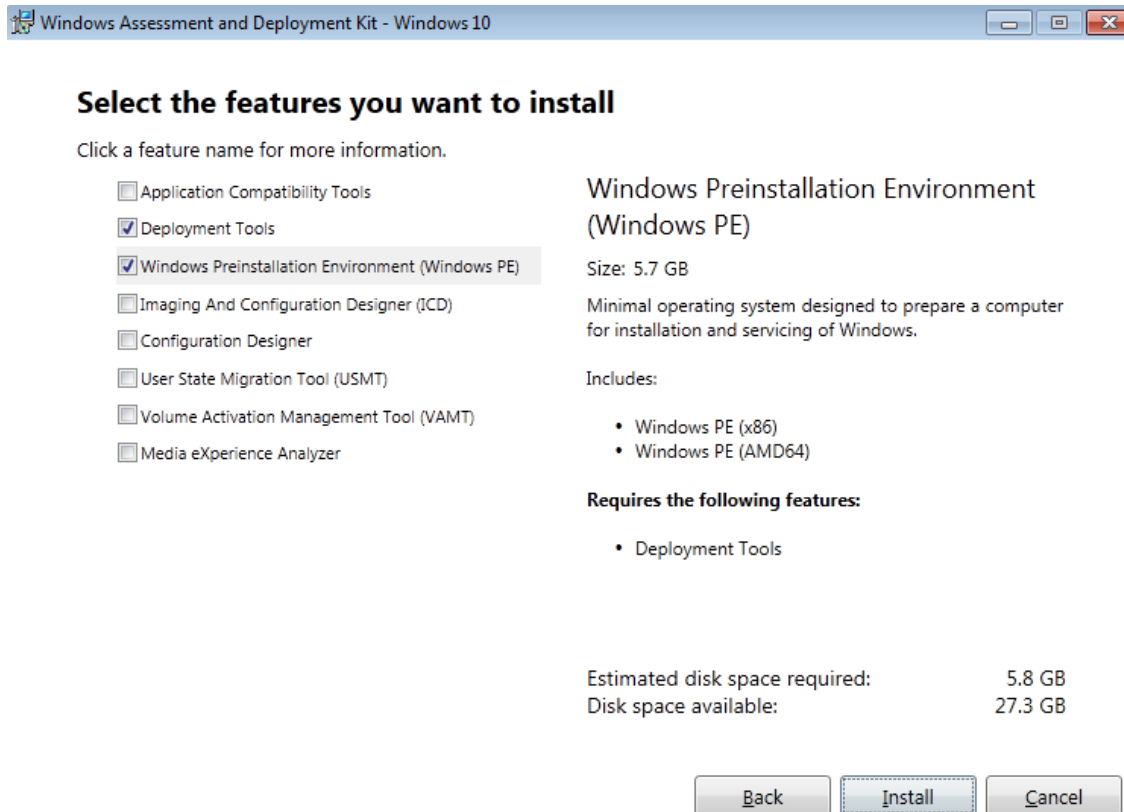 Windows Assessment and Deployment Kit - Windows 10
Select the features you want to install
Click a feature name for more information.
Application Compatibility Tools
Deployment Tools
Windows Preinstallation Environment (Windows PE)
Imaging And Configuration Designer (ICD)
Configuration Designer
User State Migration Tool (USMT)
Volume Activation Management Tool (VAMT)
Media eXperience Analyzer
Windows Preinstallation Environment
(Windows PE)
Size: 5.7 GB
Minimal operating system designed to prepare a computer
for installation and servicing of Windows.
Includes:
• Windows PE (x86)
• Windows PE (AMD64)
Requires the following features:
• Deployment Tools
Estimated disk space required: 5.8 GB
Disk space available: 27.3 GB
Back Install Cancel